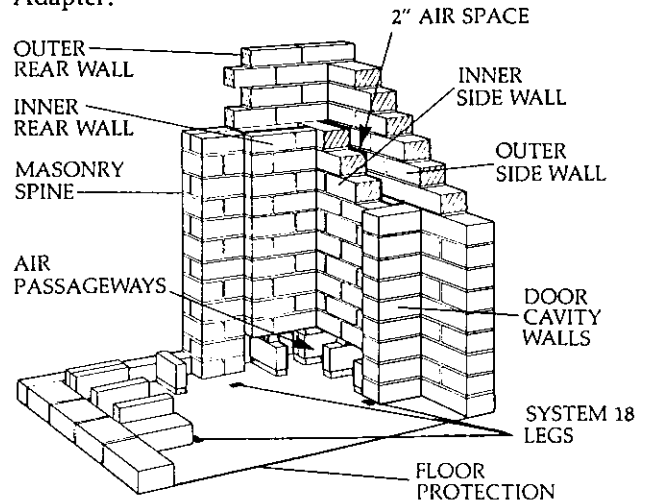 Adapter.
2" AIR SPACE
OUTER
REAR WALL
INNER
SIDE WALL
INNER
REAR WALL
OUTER
SIDE WALL
MASONRY
SPINE
AIR
PASSAGEWAYS
DOOR
CAVITY
WALLS
SYSTEM 18
LEGS
FLOOR
PROTECTION